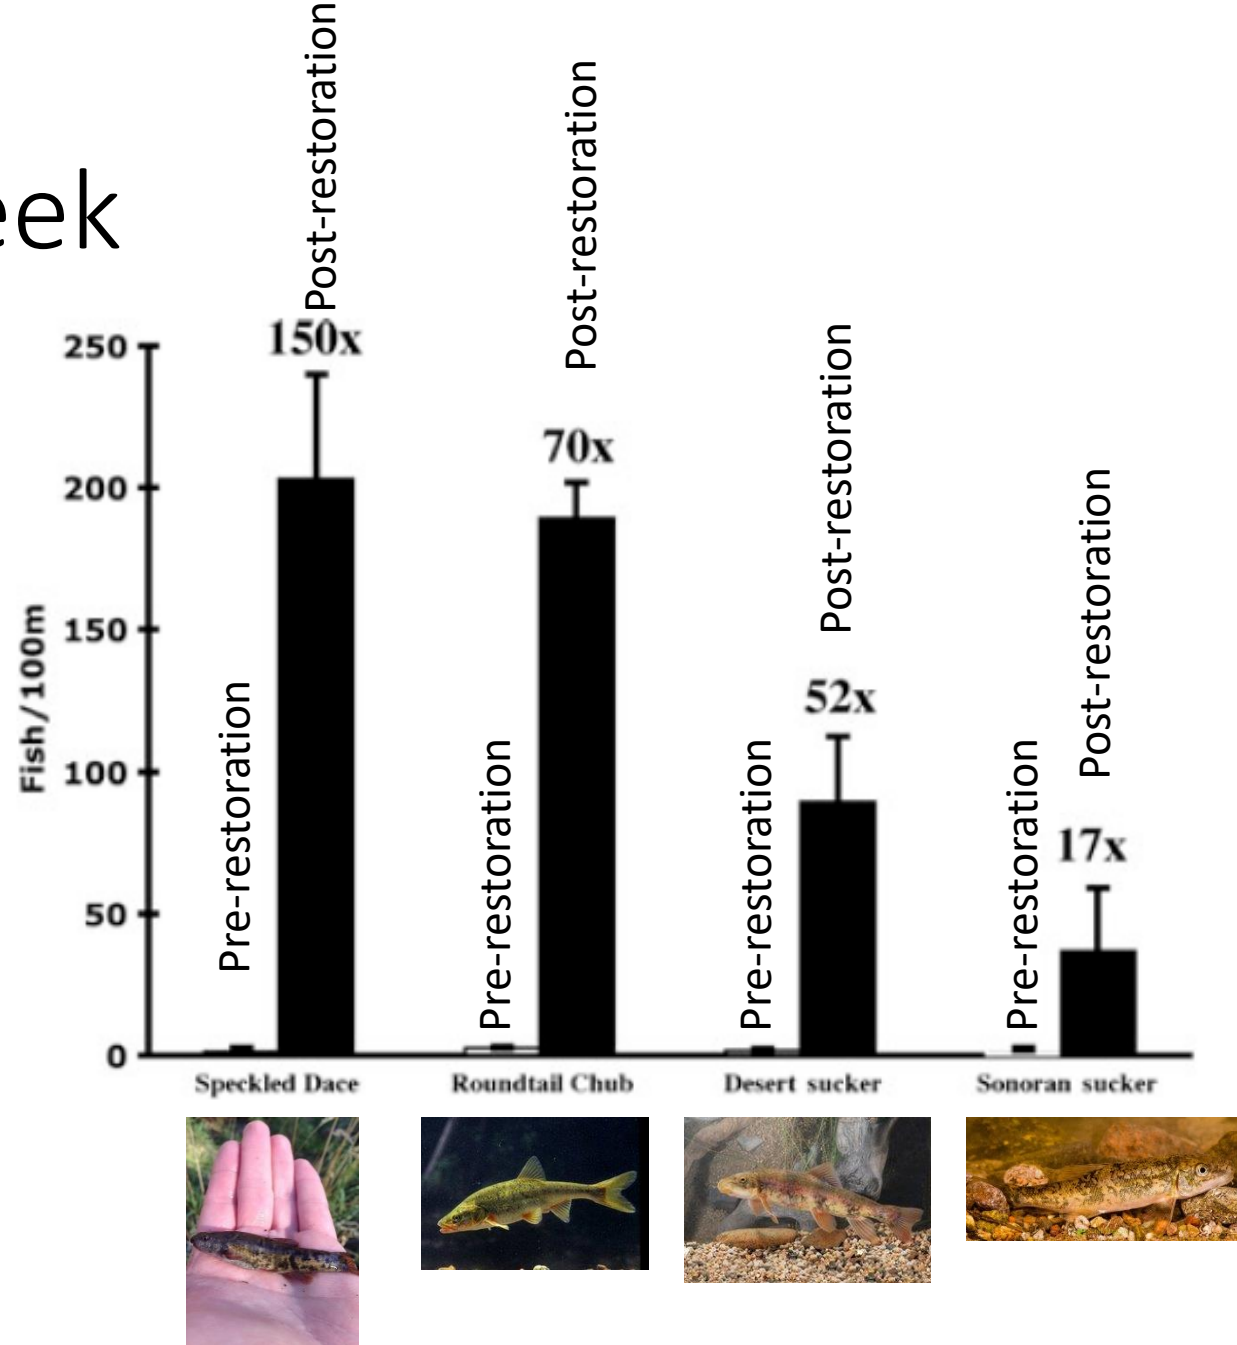 eek
Post-restoration
Post-restoration
Post-restoration
Post-restoration
150x
70x
52x
17x
Pre-restoration
Pre-restoration
Pre-restoration
Pre-restoration
Fish/100m
250
200
150
100
50
0
Speckled Dace
Roundtail Chub
Desert sucker
Sonoran sucker